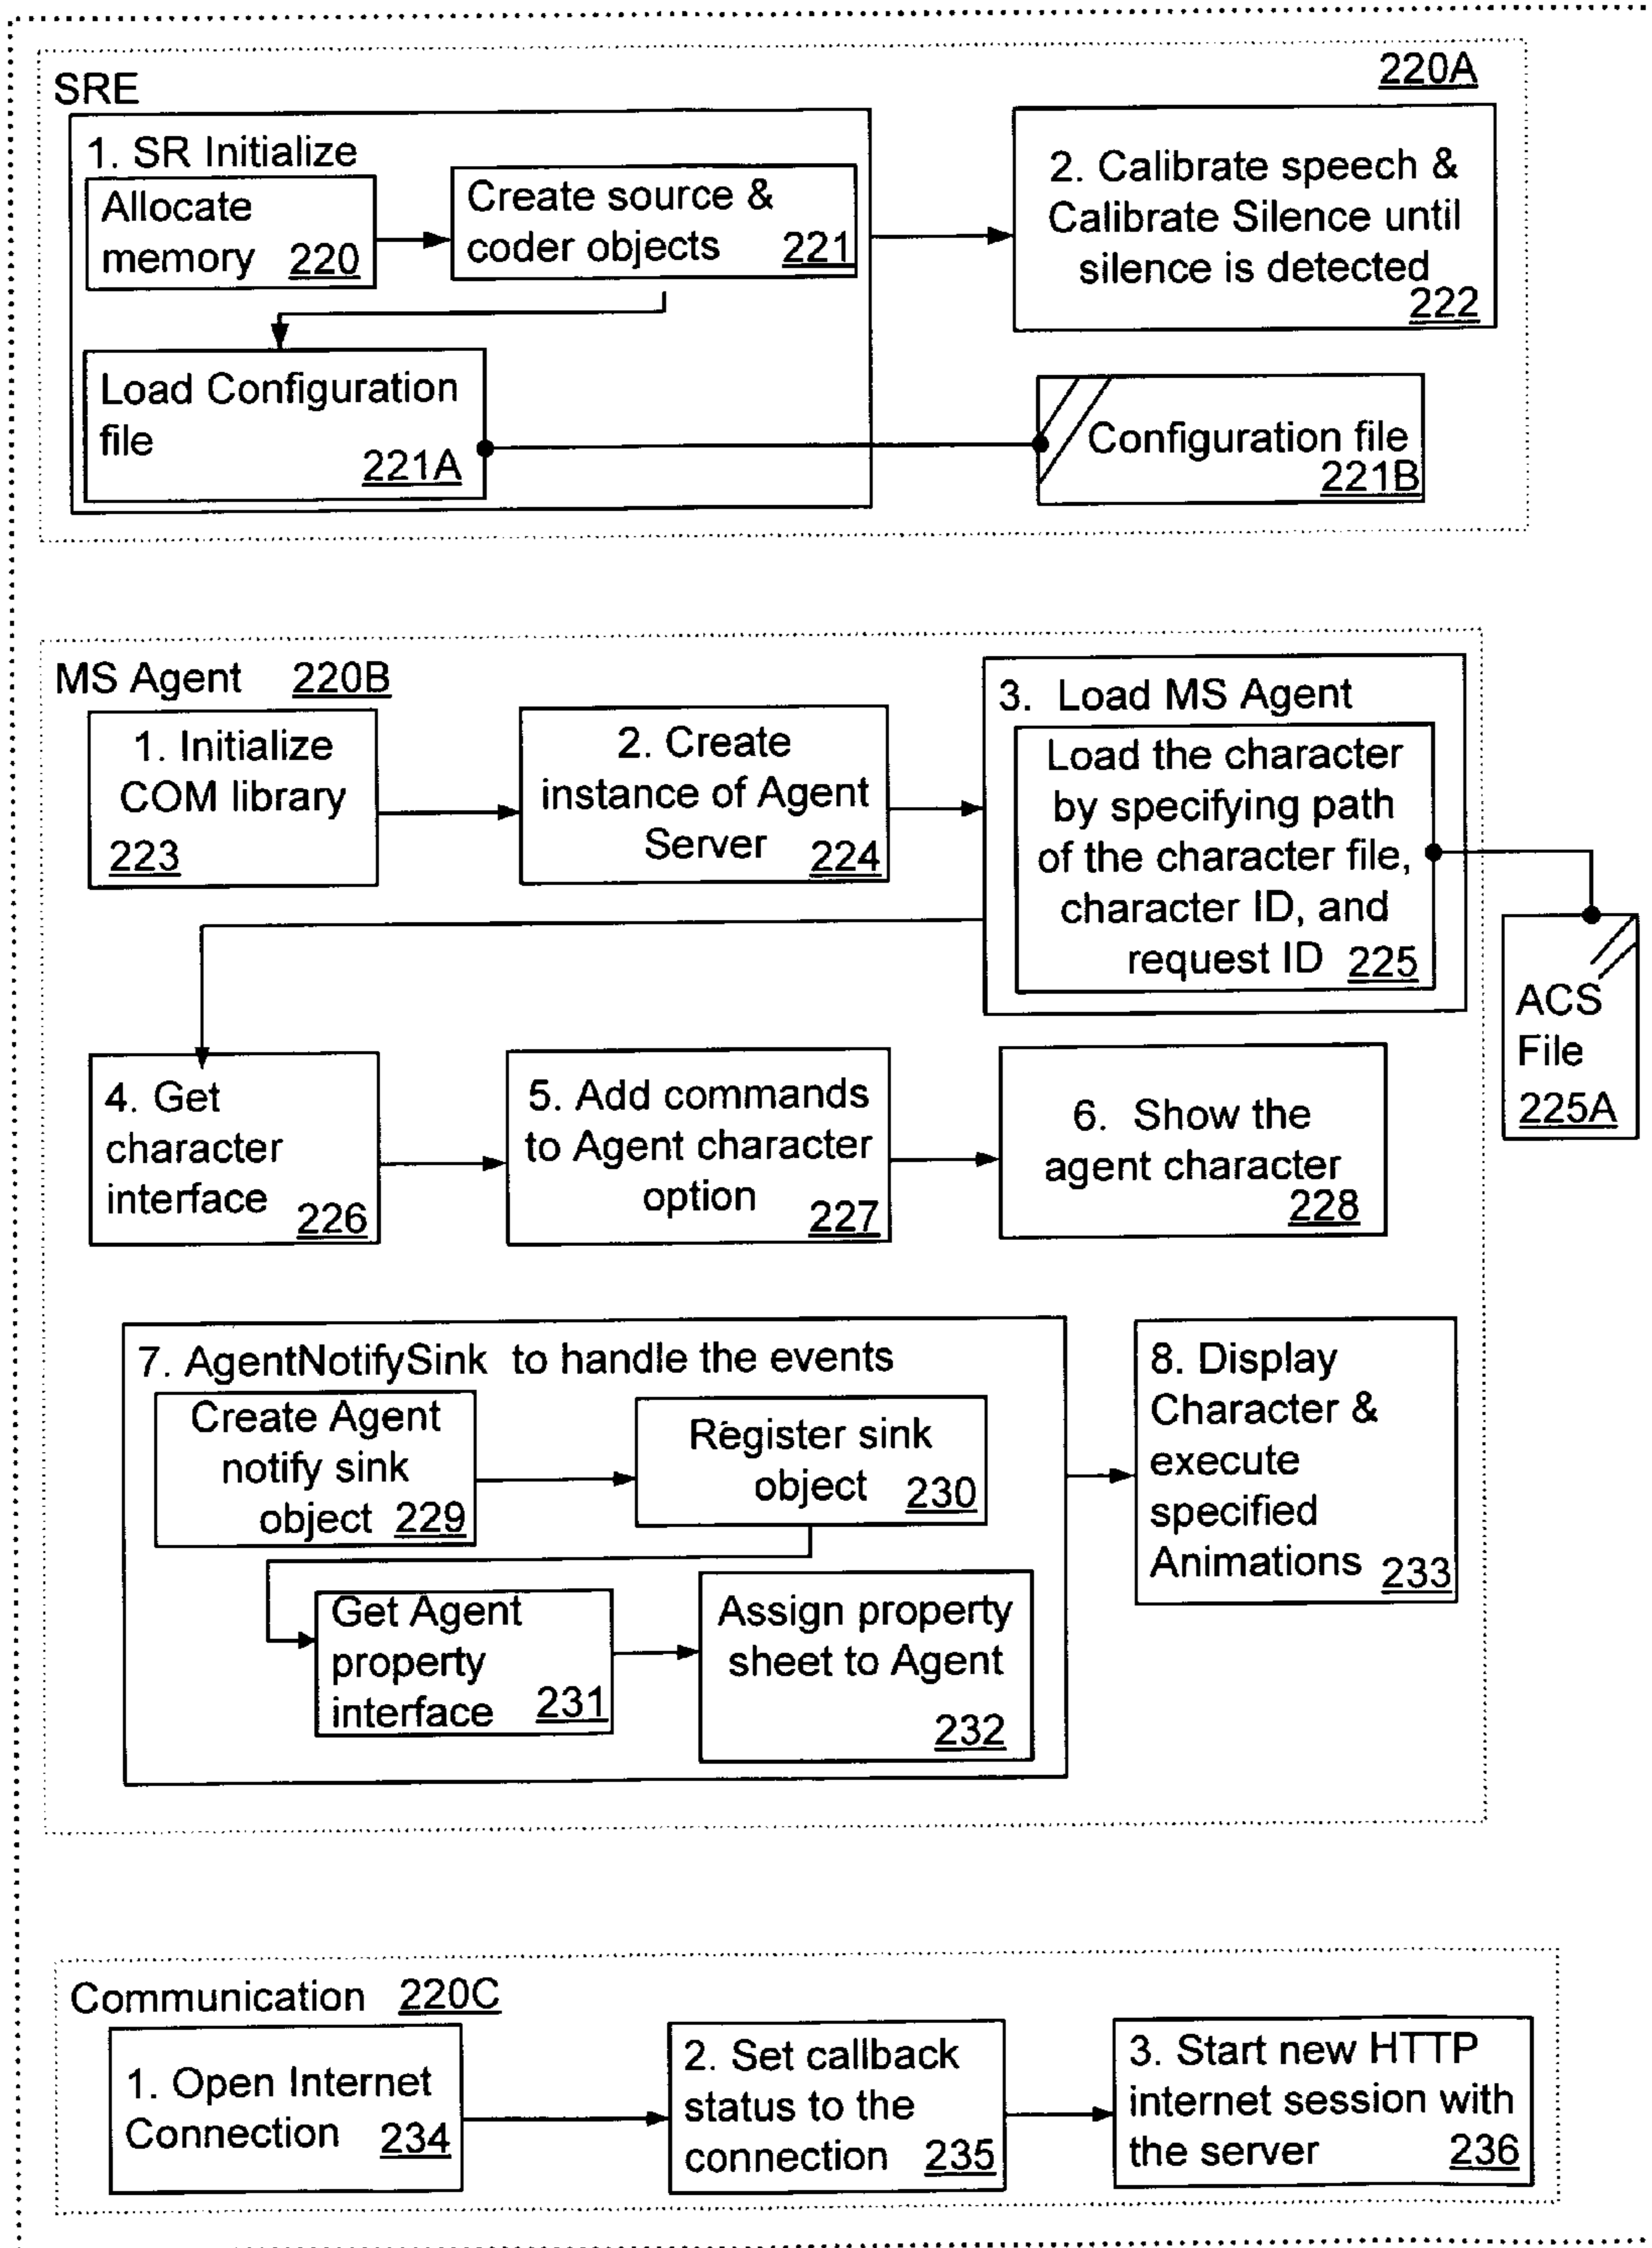 SRE
220A
1. SR Initialize
Allocate
memory 220
Create source &
coder objects 221
2. Calibrate speech &
Calibrate Silence until
silence is detected
222
Load Configuration
file
221A
Configuration file
221B
MS Agent 220B
1. Initialize
COM library
223
2. Create
instance of Agent
Server 224
3. Load MS Agent
Load the character
by specifying path
of the character file,
character ID, and
request ID 225
ACS
File
225A
4. Get
character
interface 226
5. Add commands
to Agent character
option 227
6. Show the
agent character
228
7. AgentNotifySink to handle the events
Create Agent
notify sink
object 229
Register sink
object 230
Get Agent
property
interface 231
Assign property
sheet to Agent
232
8. Display
Character &
execute
specified
Animations 233
Communication 220C
1. Open Internet
Connection 234
2. Set callback
status to the
connection 235
3. Start new HTTP
internet session with
the server 236